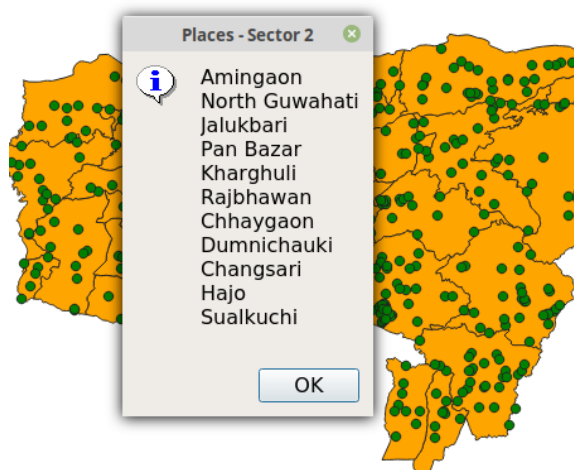 Places - Sector 2
Amingaon
North Guwahati
Jalukbari
Pan Bazar
Kharghuli
Rajbhawan
Chhaygaon
Dumnichauki
Changsari
Hajo
Sualkuchi
OK